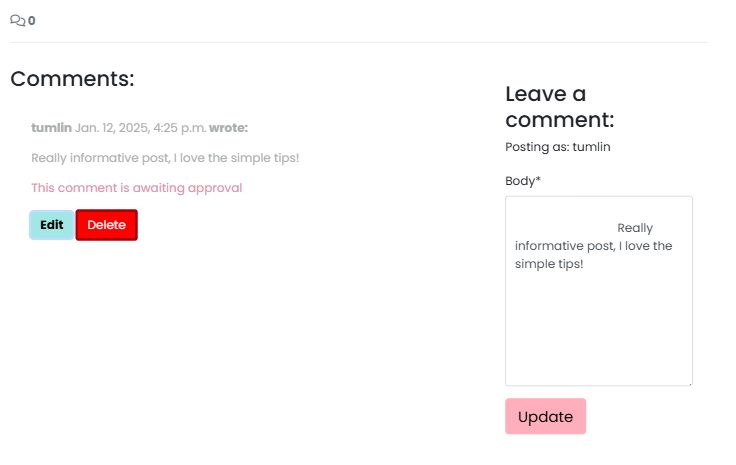 0
Comments:
tumlin Jan. 12, 2025, 4:25 p.m. wrote:
Really informative post, I love the simple tips!
This comment is awaiting approval
Edit Delete
Leave a
comment:
Posting as: tumlin
Body*
Really
informative post, I love the
simple tips!
Update